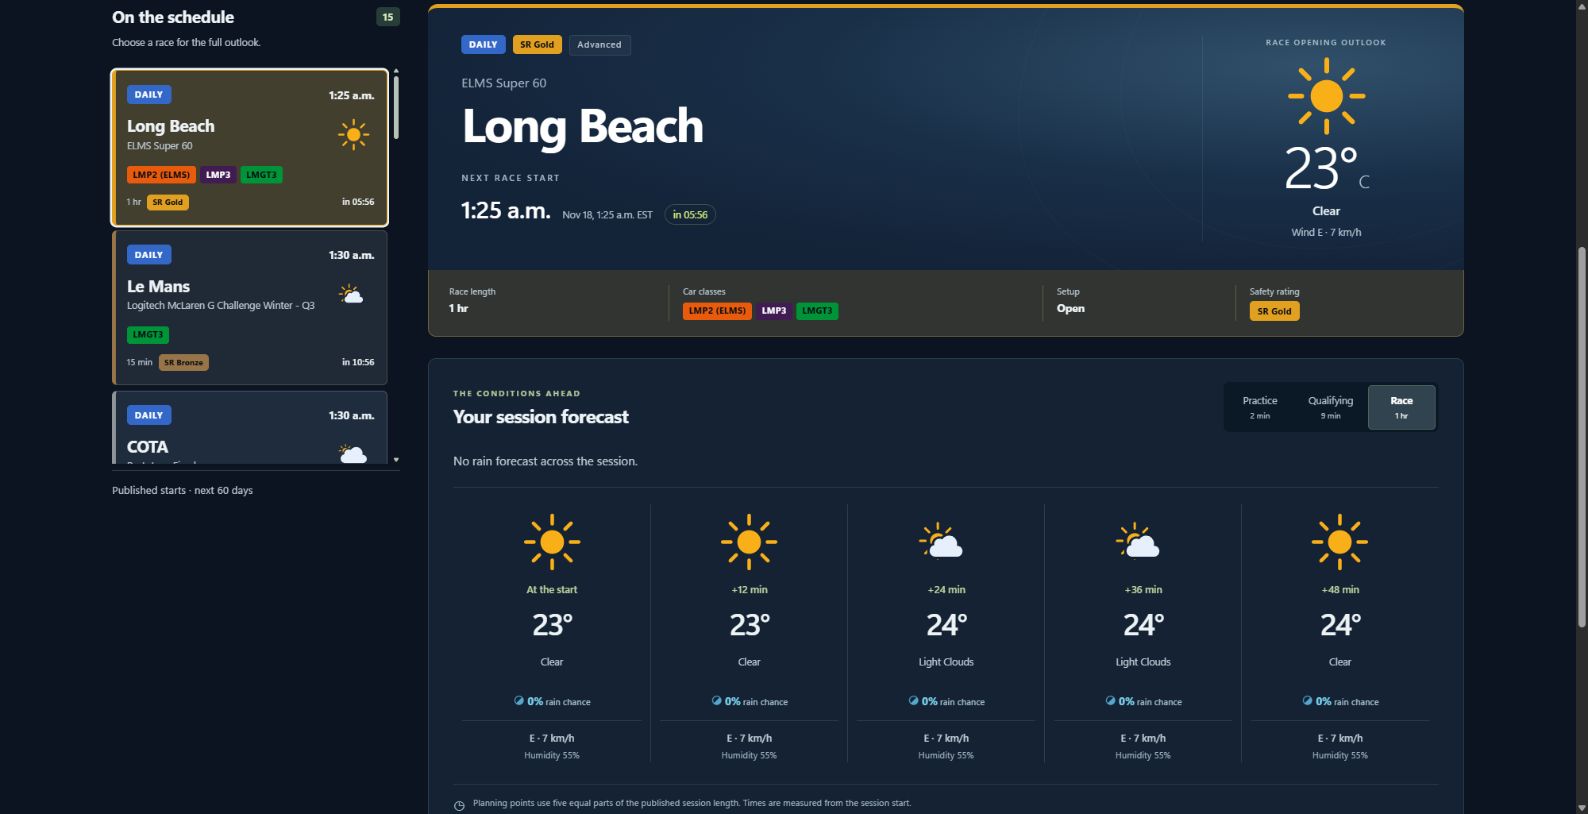 On the schedule
15
Choose a race for the full outlook.
DAILY
1:25 a.m.
Long Beach
ELMS Super 60
LMP2 (ELMS) LMP3 LMGT3
1 hr SR Gold
in 05:56
DAILY
1:30 a.m.
Le Mans
Logitech McLaren G Challenge Winter - Q3
LMGT3
15 min SR Bronze
in 10:56
DAILY
1:30 a.m.
COTA
Published starts · next 60 days
DAILY SR Gold Advanced
ELMS Super 60
Long Beach
NEXT RACE START
1:25 a.m. Nov 18, 1:25 a.m. EST in 05:56
RACE OPENING OUTLOOK
23° C
Clear
Wind E · 7 km/h
Race length
1 hr
Car classes
LMP2 (ELMS) LMP3 LMGT3
Setup
Open
Safety rating
SR Gold
THE CONDITIONS AHEAD
Your session forecast
Practice
2 min
Qualifying
9 min
Race
1 hr
No rain forecast across the session.
At the start
23°
Clear
0% rain chance
E · 7 km/h
Humidity 55%
+12 min
23°
Clear
0% rain chance
E · 7 km/h
Humidity 55%
+24 min
24°
Light Clouds
0% rain chance
E · 7 km/h
Humidity 55%
+36 min
24°
Light Clouds
0% rain chance
E · 7 km/h
Humidity 55%
+48 min
24°
Clear
0% rain chance
E · 7 km/h
Humidity 55%
Planning points use five equal parts of the published session length. Times are measured from the session start.